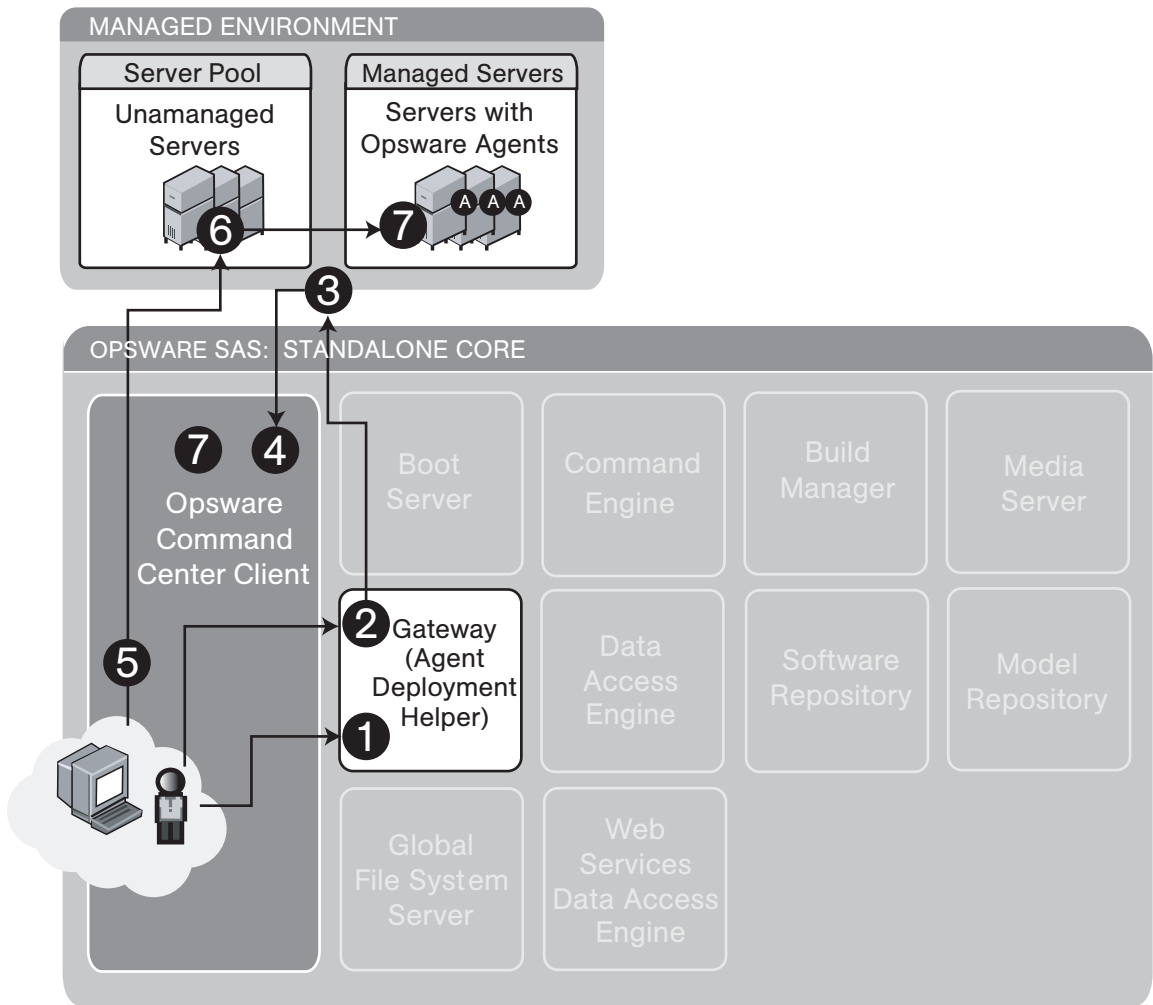 MANAGED ENVIRONMENT
Server Pool
Unamanaged
Servers
6
Managed Servers
Servers with
Opsware Agents
A A A
7
3
OPSWARE SAS: STANDALONE CORE
7
4
Opsware
Command
Center Client
5
Boot
Server
Command
Engine
Build
Manager
Media
Server
2
Gateway
(Agent
Deployment
Helper)
1
Data
Access
Engine
Software
Repository
Model
Repository
Global
File System
Server
Web
Services
Data Access
Engine